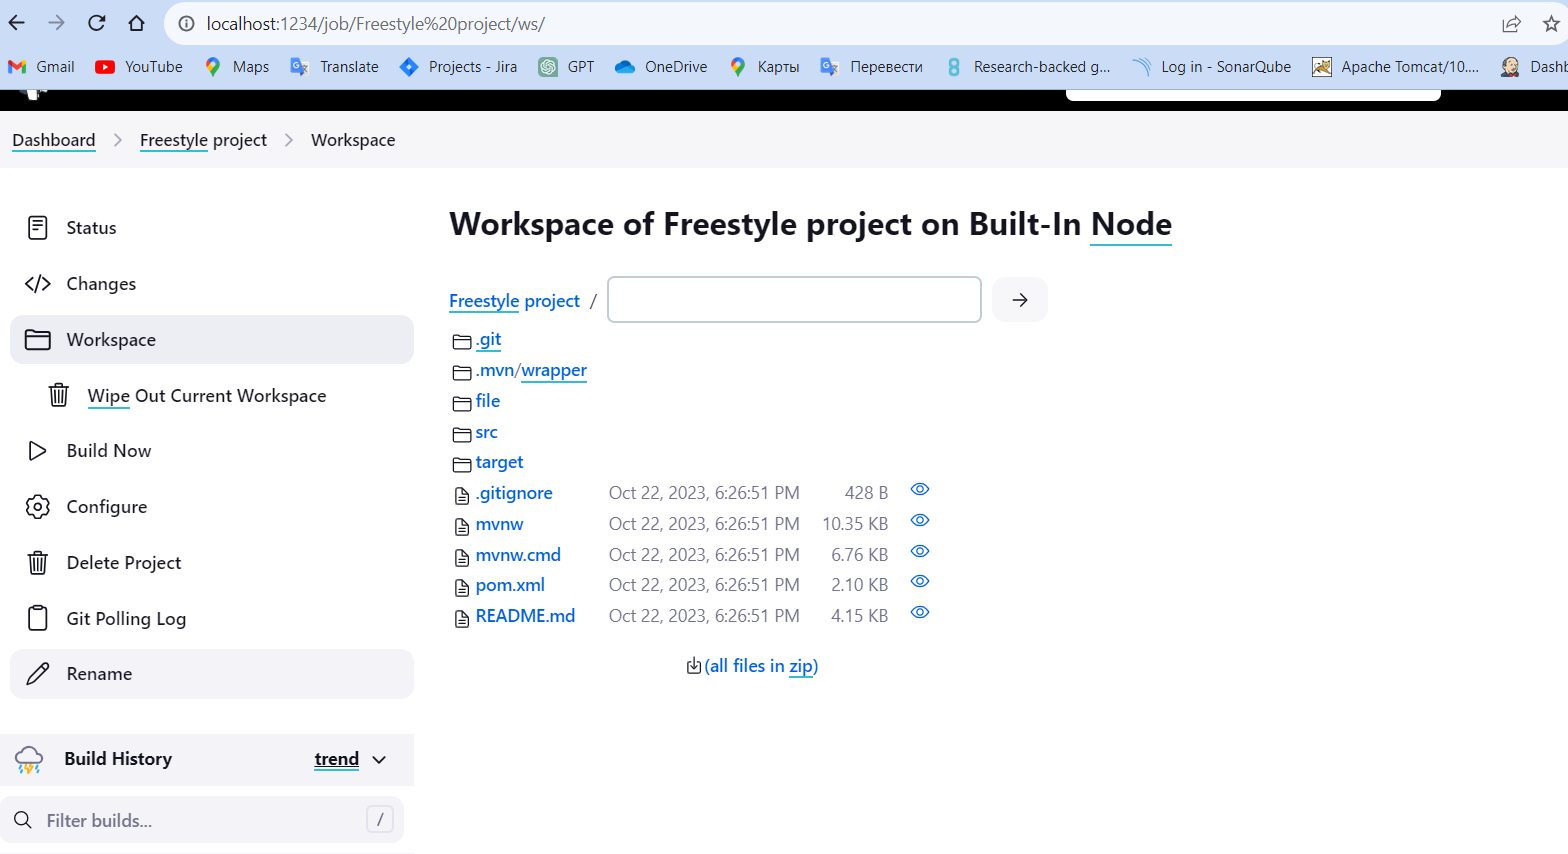 localhost:1234/job/Freestyle%20project/ws/
Gmail YouTube Maps Translate Projects - Jira GPT OneDrive Карты Перевести Research-backed g... Log in - SonarQube Apache Tomcat/10.... Dashb
Dashboard Freestyle project Workspace
Status
Changes
Workspace
Wipe Out Current Workspace
Build Now
Configure
Delete Project
Git Polling Log
Rename
Build History trend
Filter builds... /
Workspace of Freestyle project on Built-In Node
Freestyle project /
.git
.mvn/wrapper
file
src
target
.gitignore Oct 22, 2023, 6:26:51 PM 428 B
mvnw Oct 22, 2023, 6:26:51 PM 10.35 KB
mvnw.cmd Oct 22, 2023, 6:26:51 PM 6.76 KB
pom.xml Oct 22, 2023, 6:26:51 PM 2.10 KB
README.md Oct 22, 2023, 6:26:51 PM 4.15 KB
(all files in zip)